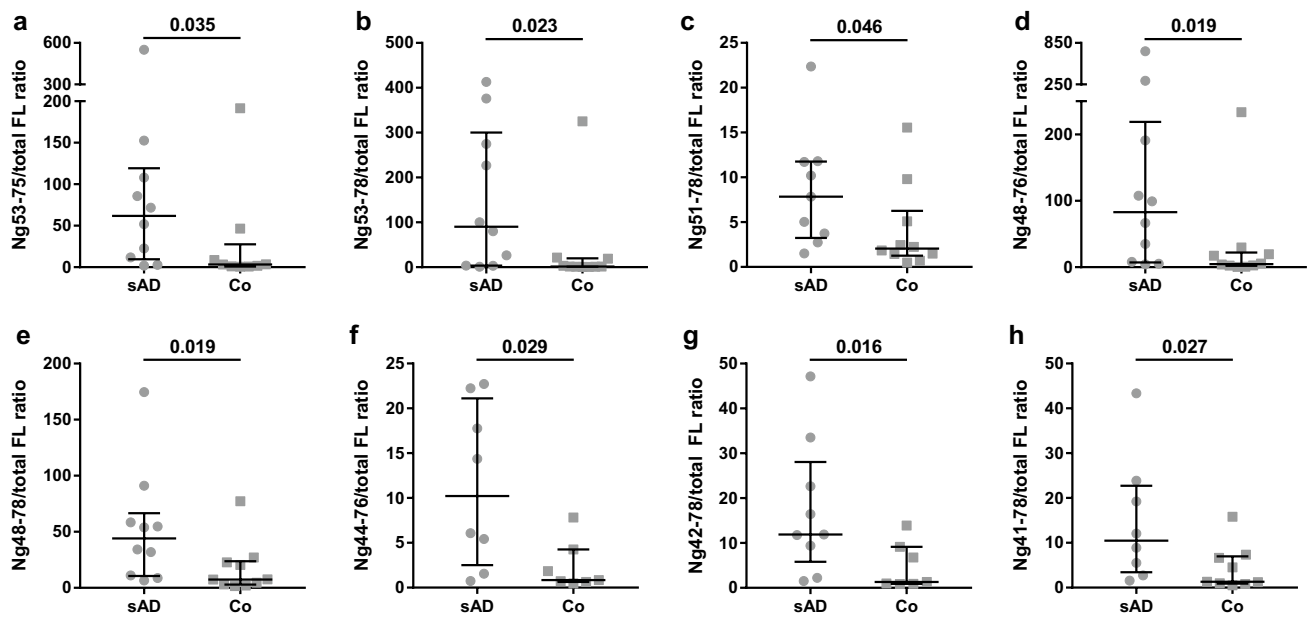 a
0.035
Ng53-75/total FL ratio
600
300
200
150
100
50
0
sAD
Co
b
0.023
Ng53-78/total FL ratio
500
400
300
200
100
0
sAD
Co
c
0.046
Ng51-78/total FL ratio
25
20
15
10
5
0
sAD
Co
d
0.019
Ng48-76/total FL ratio
850
250
200
100
0
sAD
Co
e
0.019
Ng48-78/total FL ratio
200
150
100
50
0
sAD
Co
f
0.029
Ng44-76/total FL ratio
25
20
15
10
5
0
sAD
Co
g
0.016
Ng42-78/total FL ratio
50
40
30
20
10
0
sAD
Co
h
0.027
Ng41-78/total FL ratio
50
40
30
20
10
0
sAD
Co